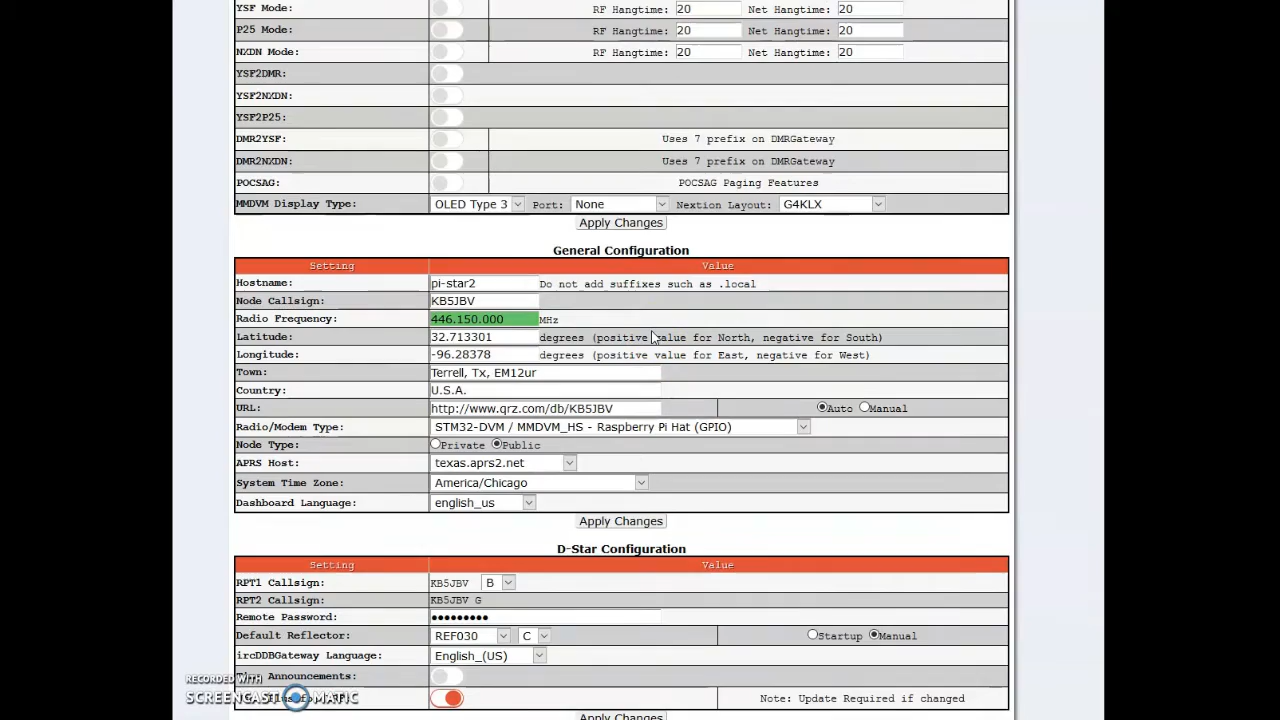 YSF Mode: RF Hangtime: 20 Net Hangtime: 20
P25 Mode: RF Hangtime: 20 Net Hangtime: 20
NXDN Mode: RF Hangtime: 20 Net Hangtime: 20
YSF2DMR:
YSF2NXDN:
YSF2P25:
DMR2YSF: Uses 7 prefix on DMRGateway
DMR2NXDN: Uses 7 prefix on DMRGateway
POCSAG: POCSAG Paging Features
MMDVM Display Type: OLED Type 3 Port: None Nextion Layout: G4KLX
Apply Changes
General Configuration
Setting Value
Hostname: pi-star2 Do not add suffixes such as .local
Node Callsign: KB5JBV
Radio Frequency: 446.150.000 MHz
Latitude: 32.713301 degrees (positive value for North, negative for South)
Longitude: -96.28378 degrees (positive value for East, negative for West)
Town: Terrell, Tx, EM12ur
Country: U.S.A.
URL: http://www.qrz.com/db/KB5JBV Auto Manual
Radio/Modem Type: STM32-DVM / MMDVM_HS - Raspberry Pi Hat (GPIO)
Node Type: Private Public
APRS Host: texas.aprs2.net
System Time Zone: America/Chicago
Dashboard Language: english_us
Apply Changes
D-Star Configuration
Setting Value
RPT1 Callsign: KB5JBV B
RPT2 Callsign: KB5JBV G
Remote Password: ●●●●●●●●●
Default Reflector: REF030 C Startup Manual
ircDDBGateway Language: English_(US)
Announcements:
RECORDED WITH
SCREENCAST-O-MATIC
Note: Update Required if changed
Apply Changes